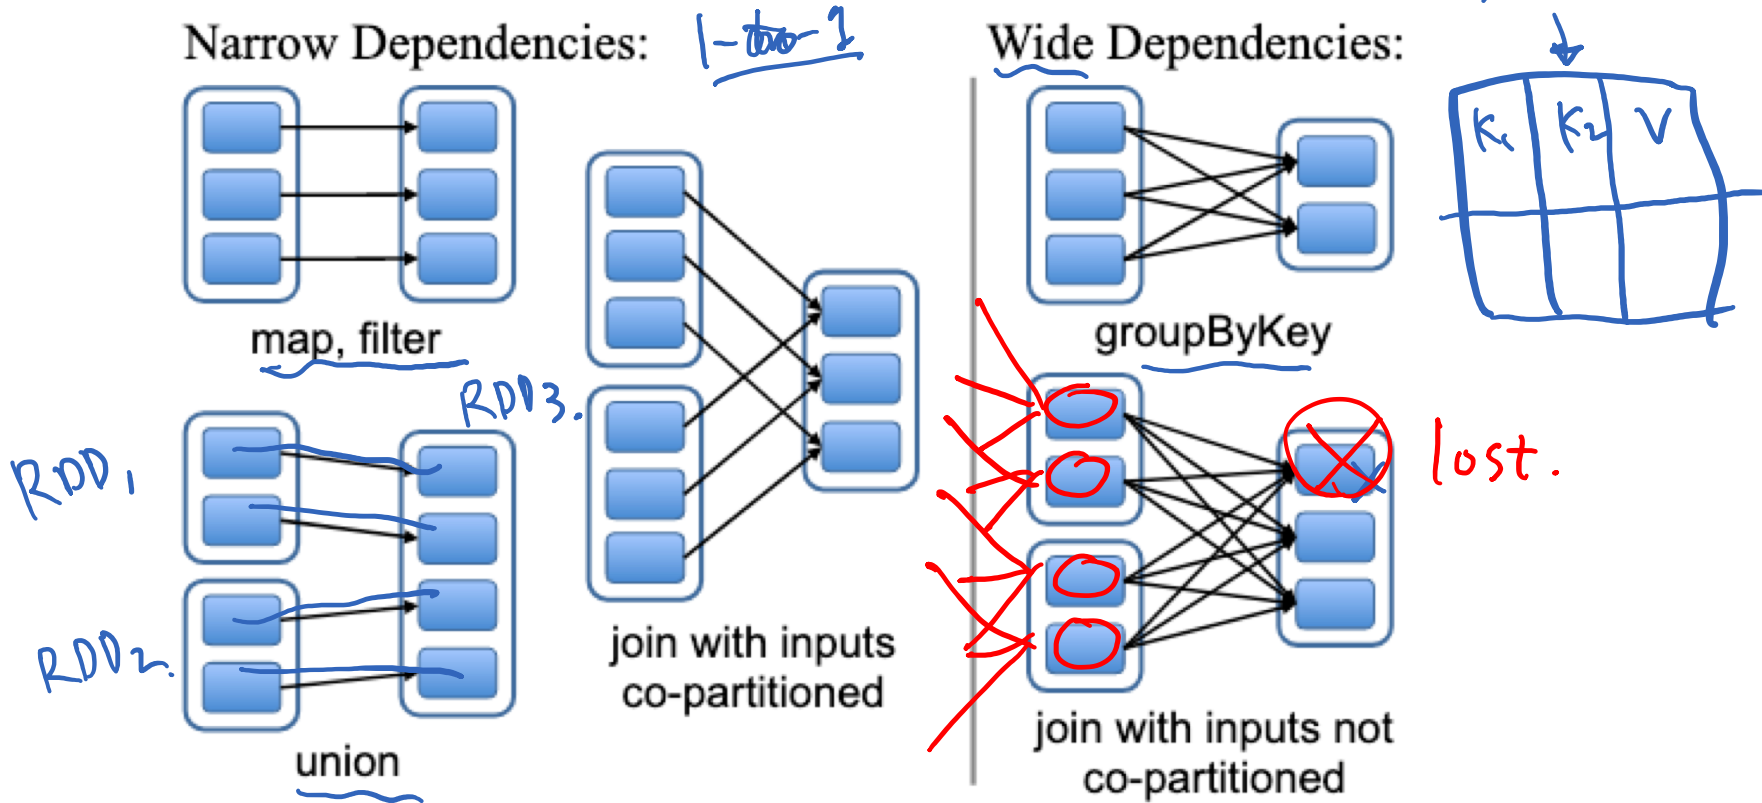 Narrow Dependencies:
1-to-1
Wide Dependencies:
K1 K2 V
map, filter
groupByKey
RDD3.
RDD1
lost.
RDD2.
join with inputs
co-partitioned
union
join with inputs not
co-partitioned